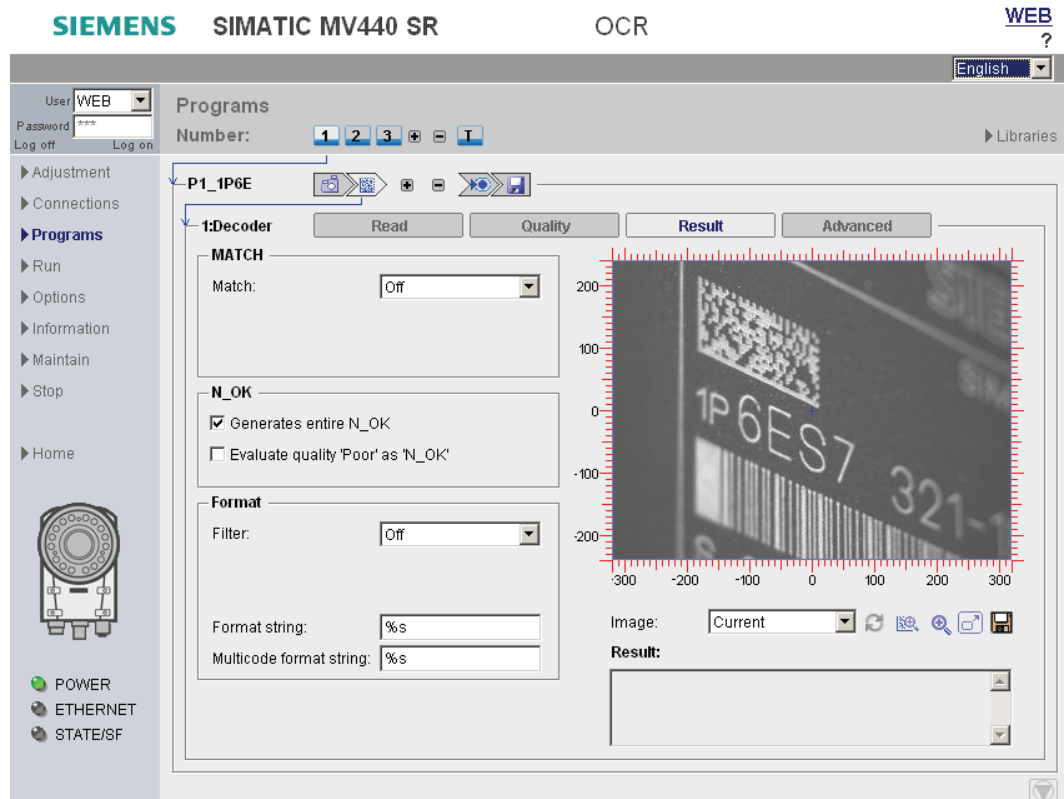 SIEMENS SIMATIC MV440 SR OCR WEB
?
English
User WEB
Password ***
Log off Log on
Programs
Number: 1 2 3 T
Libraries
Adjustment
Connections
Programs
Run
Options
Information
Maintain
Stop
Home
POWER
ETHERNET
STATE/SF
P1_1P6E
1:Decoder Read Quality Result Advanced
MATCH
Match: Off
N_OK
Generates entire N_OK
Evaluate quality 'Poor' as 'N_OK'
Format
Filter: Off
Format string: %s
Multicode format string: %s
200
100
0
-100
-200
-300 -200 -100 0 100 200 300
1P6ES7 321-1
Image: Current
Result: